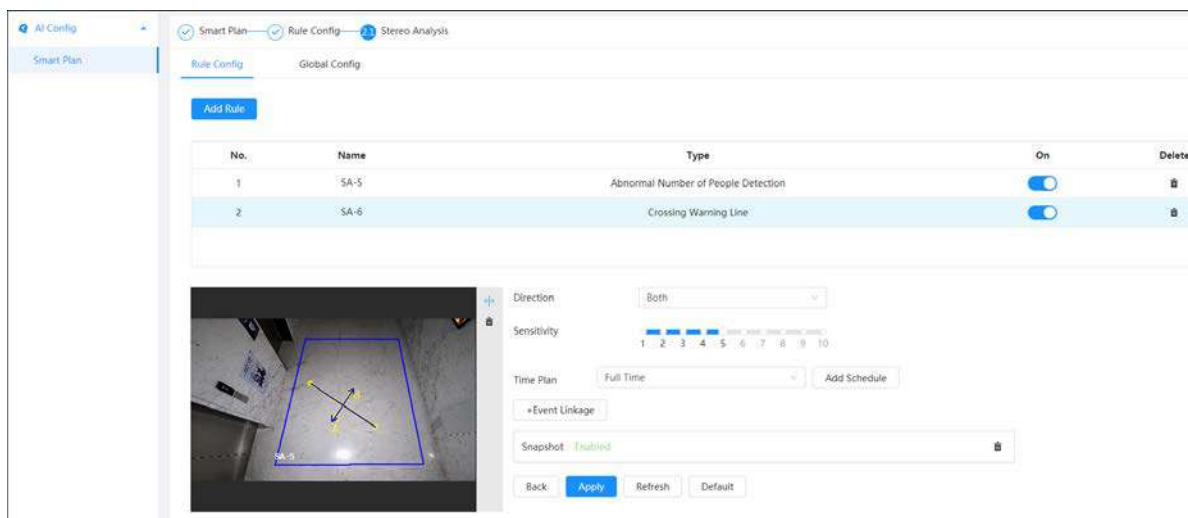 AI Config
Smart Plan
Smart Plan
Rule Config
2.1
Stereo Analysis
Rule Config
Global Config
Add Rule
No. Name Type On Delete
1 SA-5 Abnormal Number of People Detection
2 SA-6 Crossing Warning Line
Direction Both
Sensitivity
1 2 3 4 5 6 7 8 9 10
Time Plan Full Time Add Schedule
+Event Linkage
SA-5
Snapshot Enabled
Back Apply Refresh Default